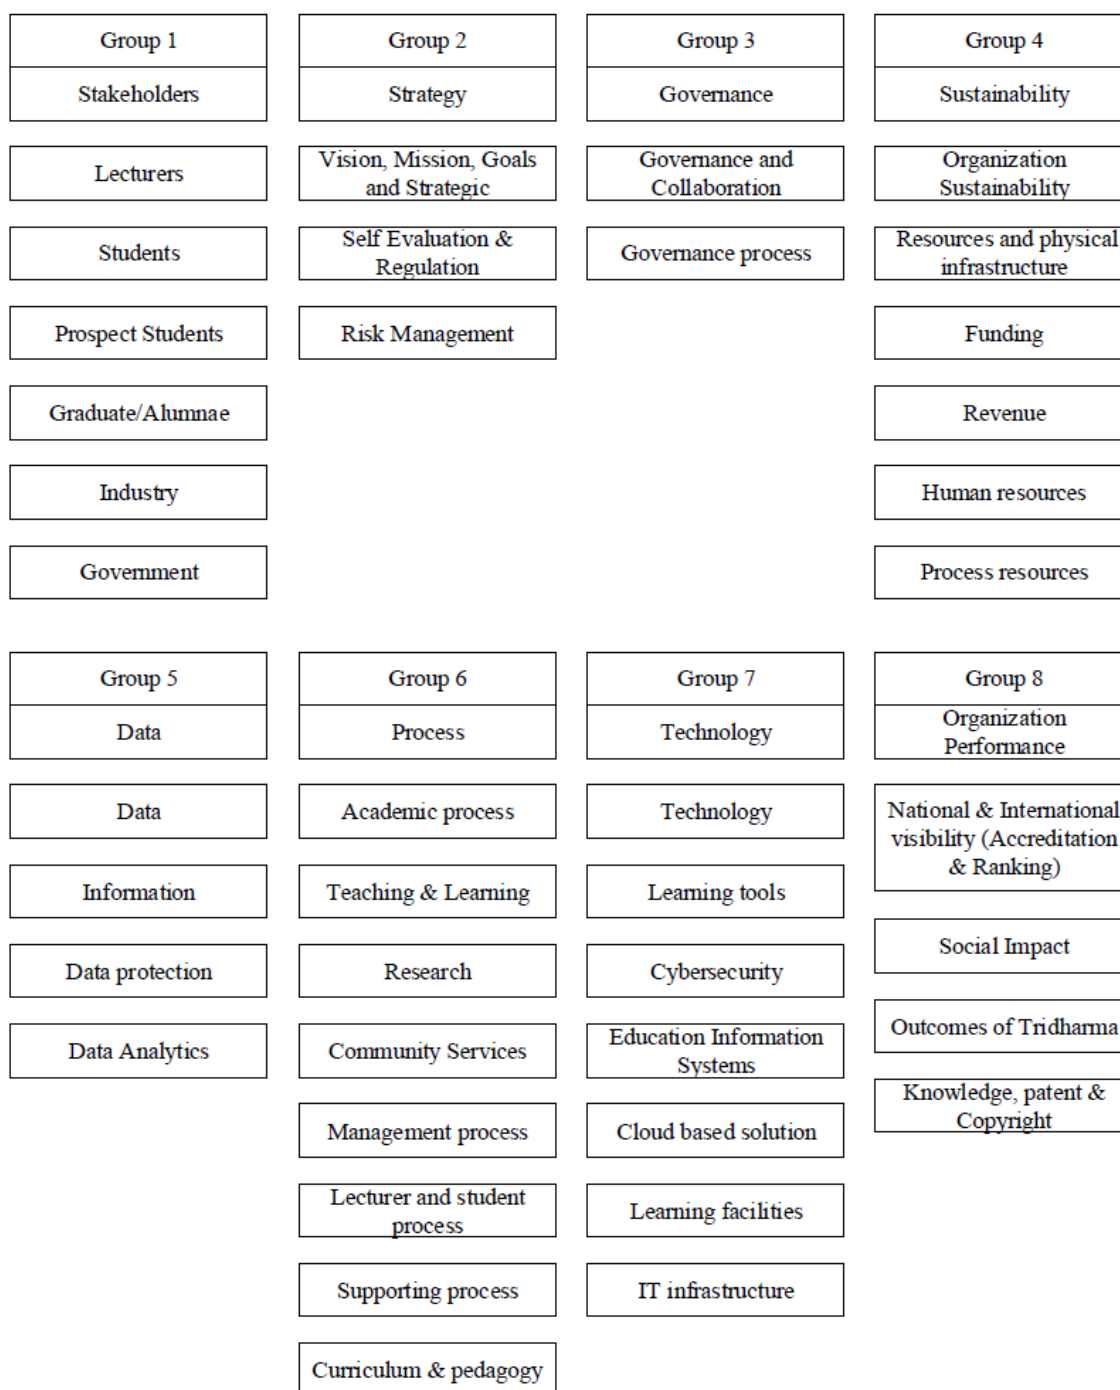 Group 1
Stakeholders
Lecturers
Students
Prospect Students
Graduate/Alumnae
Industry
Government
Group 2
Strategy
Vision, Mission, Goals
and Strategic
Self Evaluation &
Regulation
Risk Management
Group 3
Governance
Governance and
Collaboration
Governance process
Group 4
Sustainability
Organization
Sustainability
Resources and physical
infrastructure
Funding
Revenue
Human resources
Process resources
Group 5
Data
Data
Information
Data protection
Data Analytics
Group 6
Process
Academic process
Teaching & Learning
Research
Community Services
Management process
Lecturer and student
process
Supporting process
Curriculum & pedagogy
Group 7
Technology
Technology
Learning tools
Cybersecurity
Education Information
Systems
Cloud based solution
Learning facilities
IT infrastructure
Group 8
Organization
Performance
National & International
visibility (Accreditation
& Ranking)
Social Impact
Outcomes of Tridharma
Knowledge, patent &
Copyright